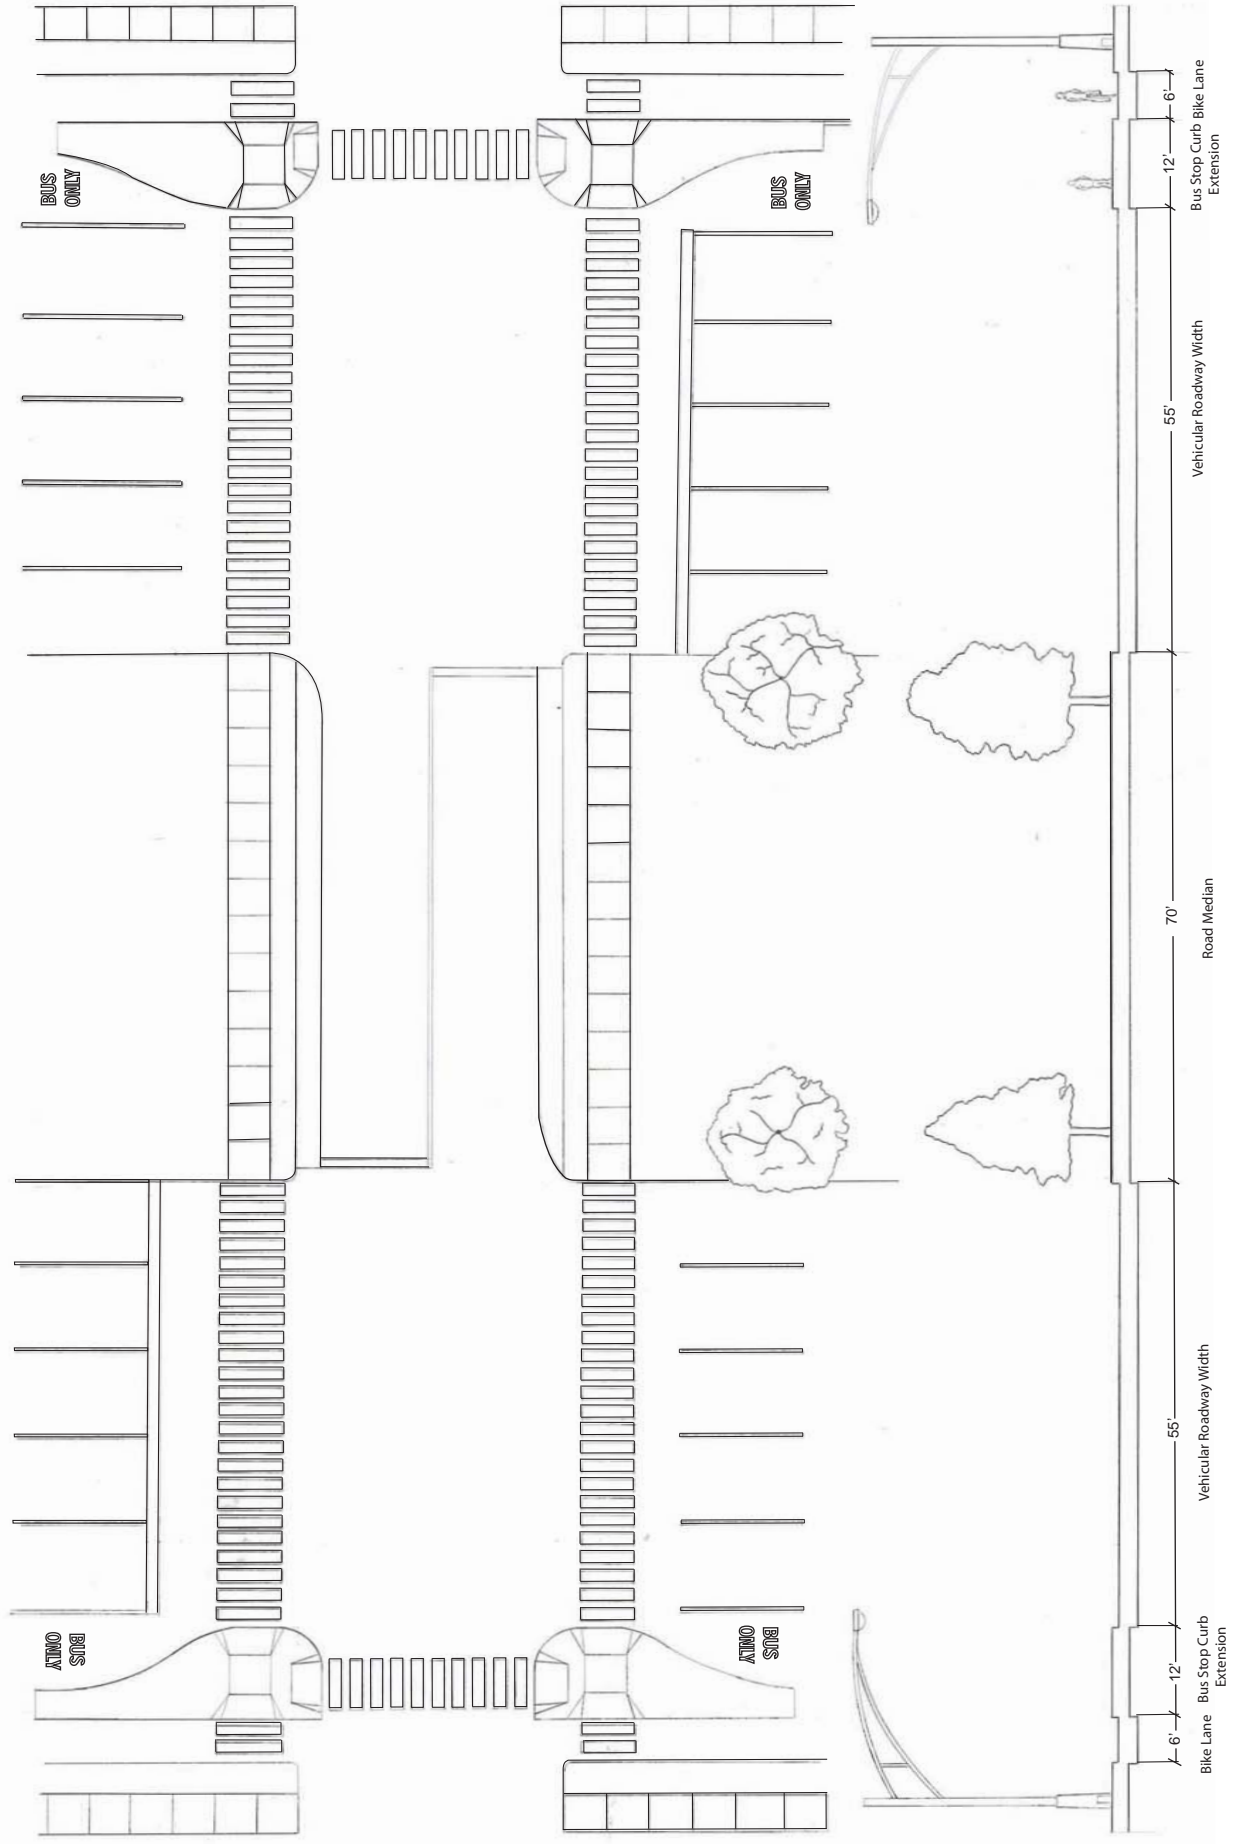 BUS
ONLY
BUS
ONLY
BUS
ONLY
BUS
ONLY
6'
12'
55'
70'
55'
12'
6'
Bike Lane
Bus Stop Curb
Extension
Vehicular Roadway Width
Road Median
Vehicular Roadway Width
Bus Stop Curb
Extension
Bike Lane